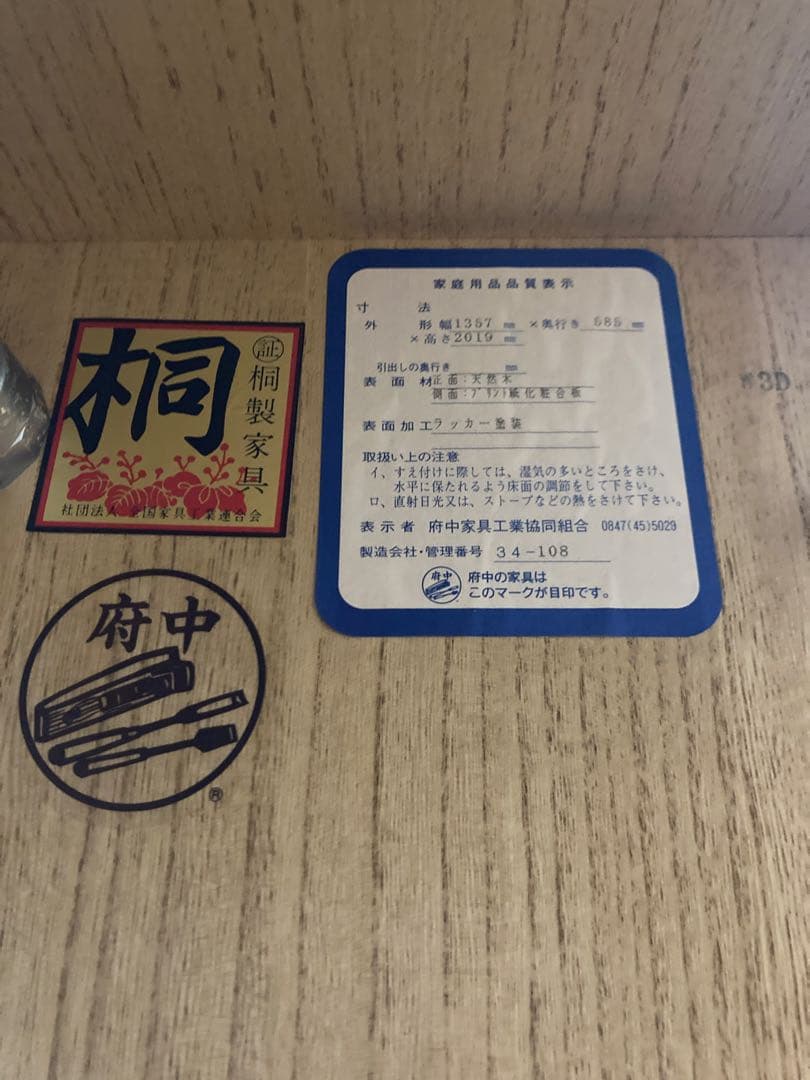 桐
証
桐製家具
社団法人 全国家具工業連合会
府中
®
家庭用品品質表示
寸 法
外 形 幅1357 mm ×奥行き 585 mm
×高さ2019 mm
引出しの奥行き mm
表面材 正面:天然木
側面:プリント紙化粧合板
表面加工 ラッカー塗装
取扱い上の注意
イ、すえ付けに際しては、湿気の多いところをさけ、
水平に保たれるよう床面の調節をして下さい。
ロ、直射日光又は、ストーブなどの熱をさけて下さい。
表示者 府中家具工業協同組合 0847(45)5029
製造会社・管理番号 34-108
府中
府中の家具は
このマークが目印です。